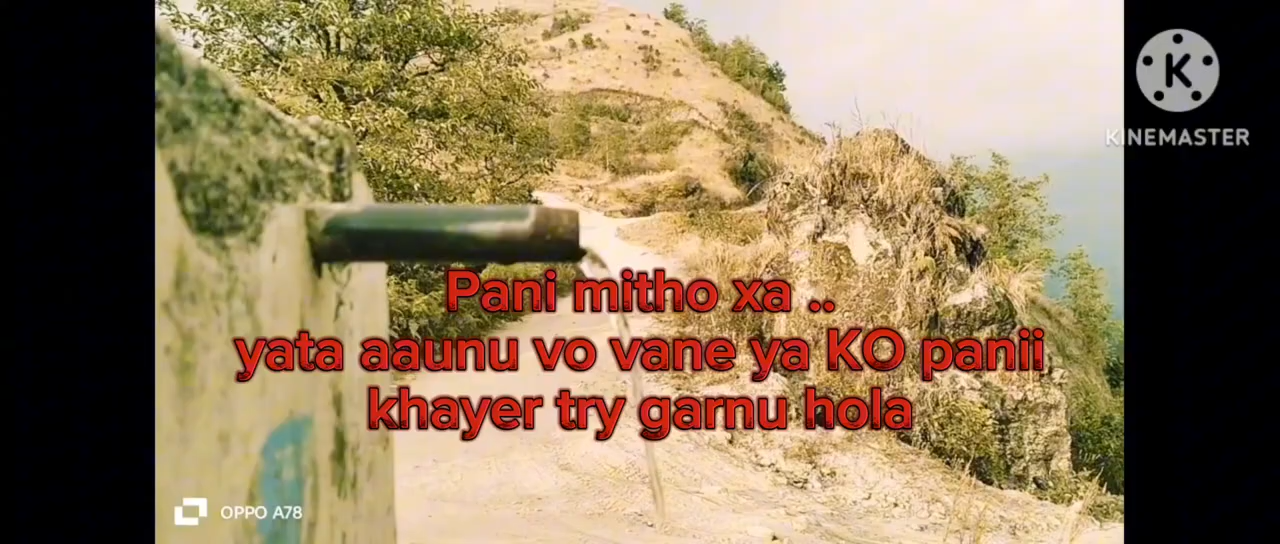 K
KINEMASTER
Pani mitho xa ..
yata aaunu vo vane ya KO panii
khayer try garnu hola
OPPO A78